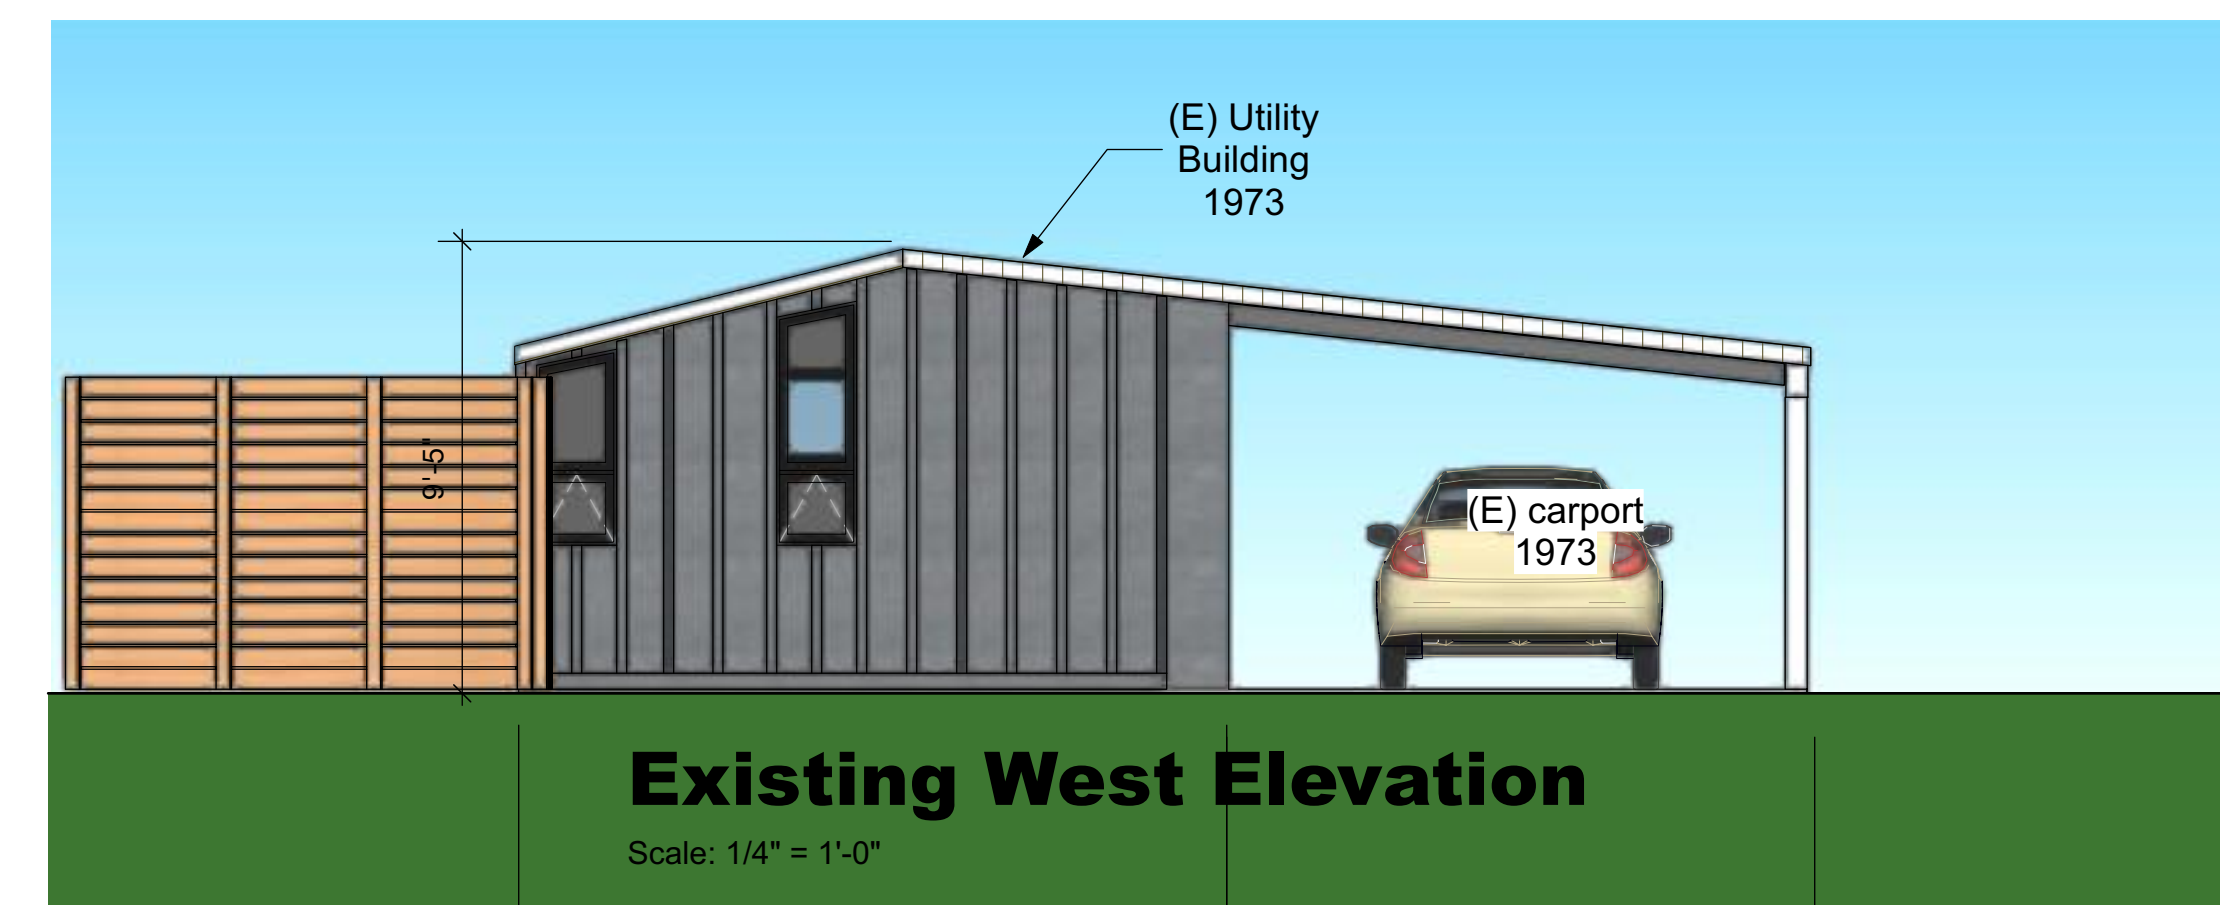 (E) Utility
Building
1973
9'-5"
(E) carport
1973
Existing West Elevation
Scale: 1/4" = 1'-0"